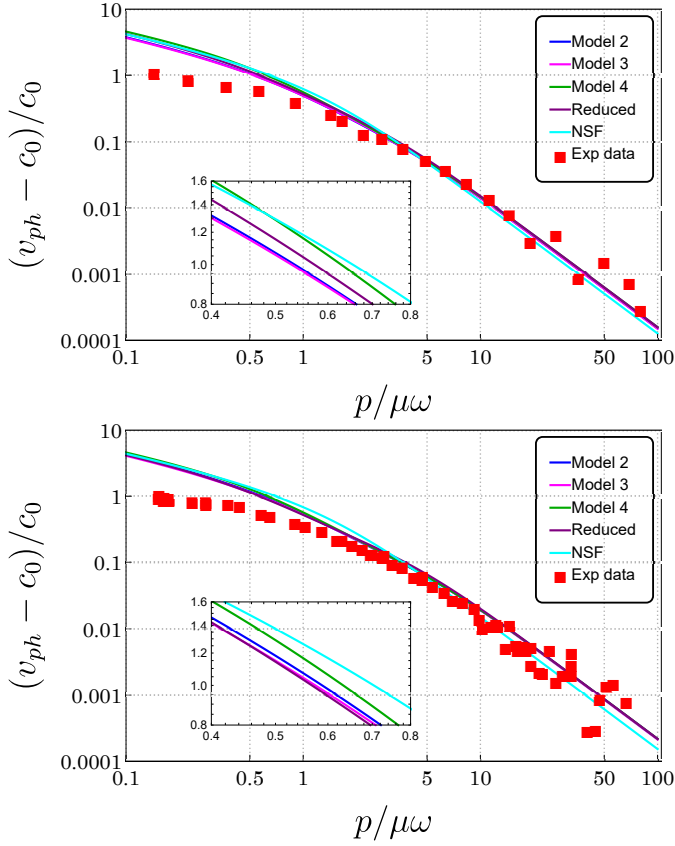 10
1
0.1
0.01
0.001
0.0001
(v_{ph} − c_0)/c_0
Model 2
Model 3
Model 4
Reduced
NSF
Exp data
1.6
1.4
1.2
1.0
0.8
0.4 0.5 0.6 0.7 0.8
0.1 0.5 1 5 10 50 100
p/μω
10
1
0.1
0.01
0.001
0.0001
(v_{ph} − c_0)/c_0
Model 2
Model 3
Model 4
Reduced
NSF
Exp data
1.6
1.4
1.2
1.0
0.8
0.4 0.5 0.6 0.7 0.8
0.1 0.5 1 5 10 50 100
p/μω